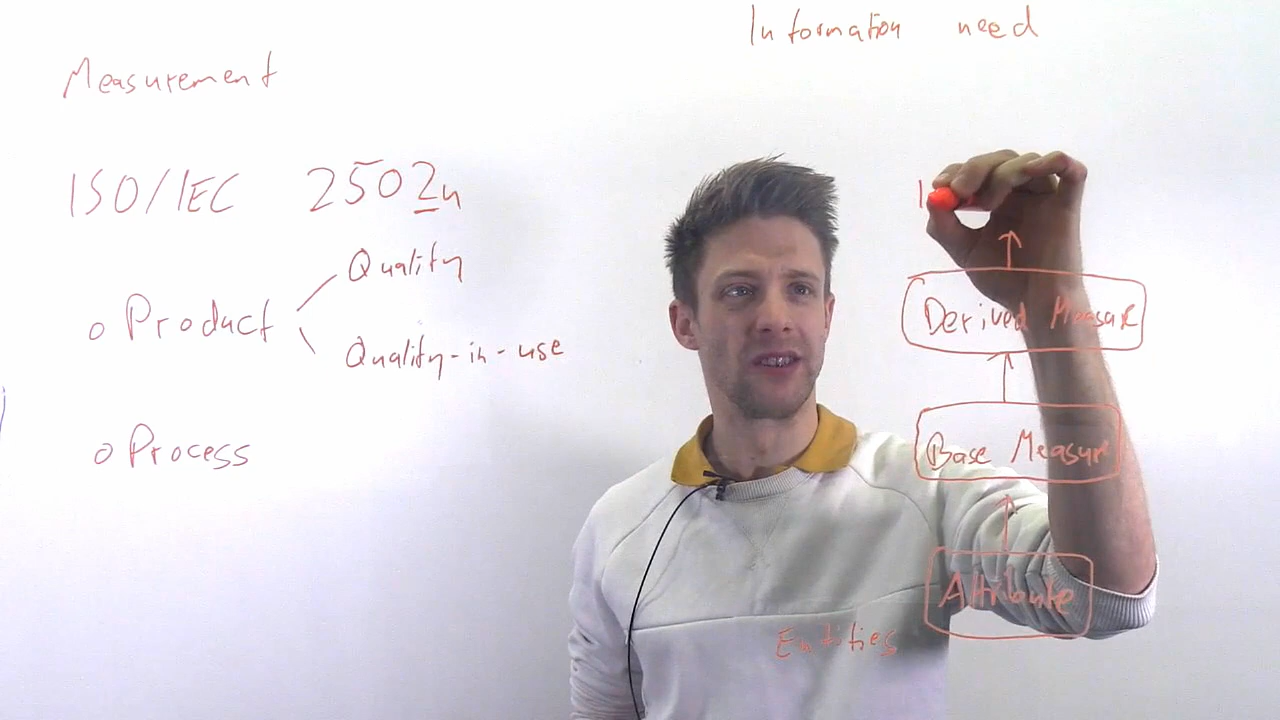 Information need
Measurement
ISO/IEC 2502n
Quality
o Product
Quality-in-use
o Process
I
Derived Measure
Base Measure
Attribute
Entities